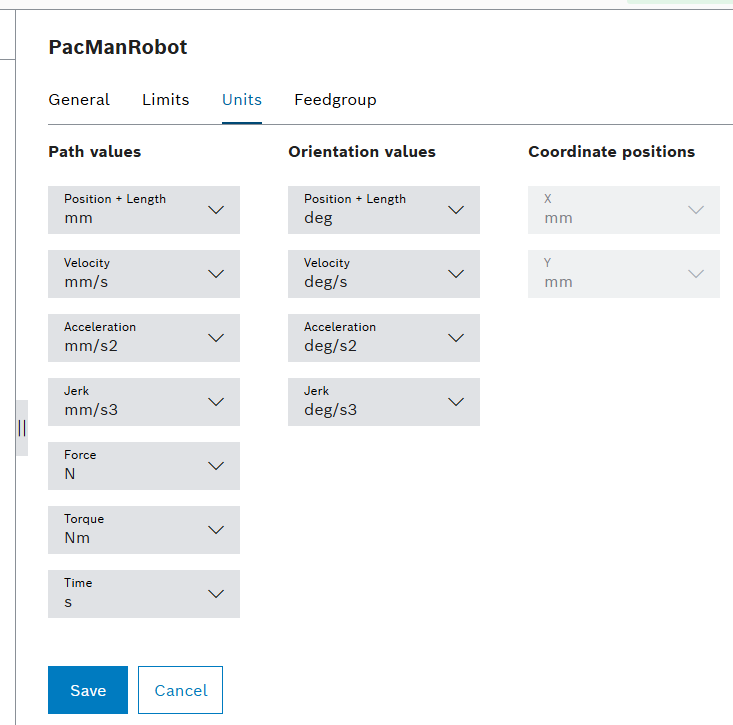 PacManRobot
General Limits Units Feedgroup
Path values
Position + Length
mm
Velocity
mm/s
Acceleration
mm/s2
Jerk
mm/s3
Force
N
Torque
Nm
Time
s
Orientation values
Position + Length
deg
Velocity
deg/s
Acceleration
deg/s2
Jerk
deg/s3
Coordinate positions
X
mm
Y
mm
Save Cancel